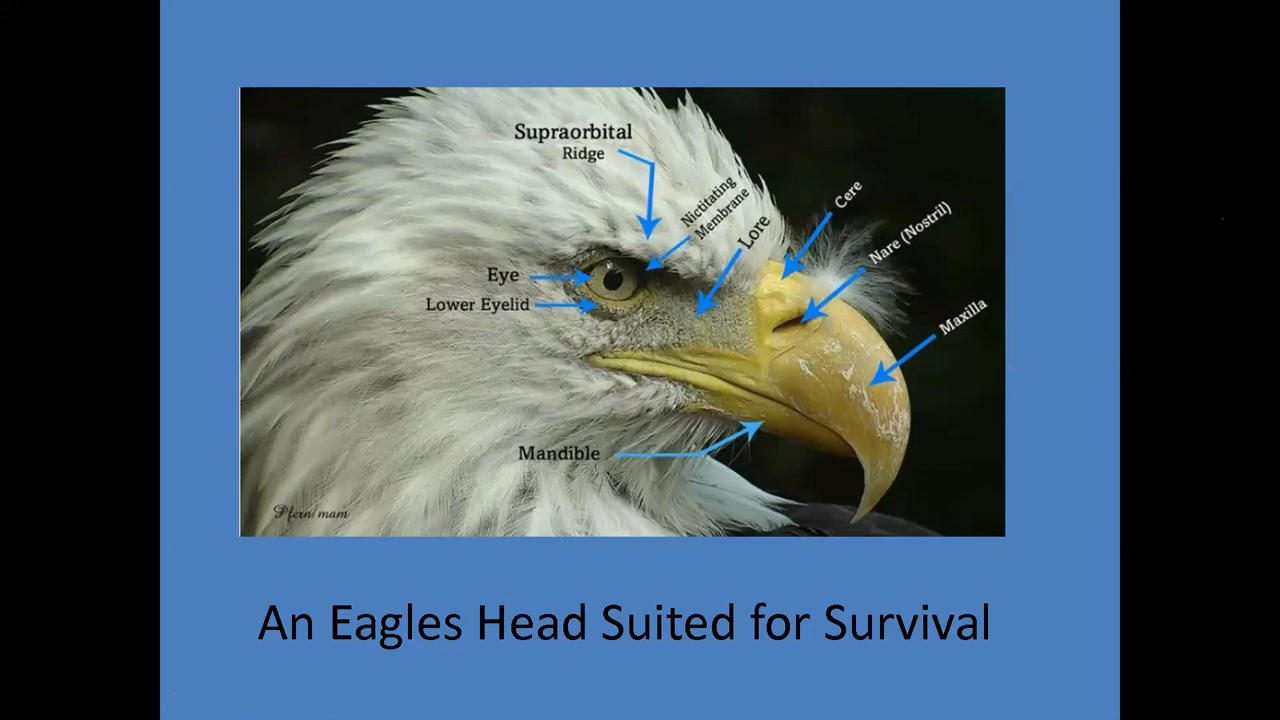 Supraorbital
Ridge
Nictitating
Membrane
Lore
Cere
Nare (Nostril)
Maxilla
Eye
Lower Eyelid
Mandible
An Eagles Head Suited for Survival